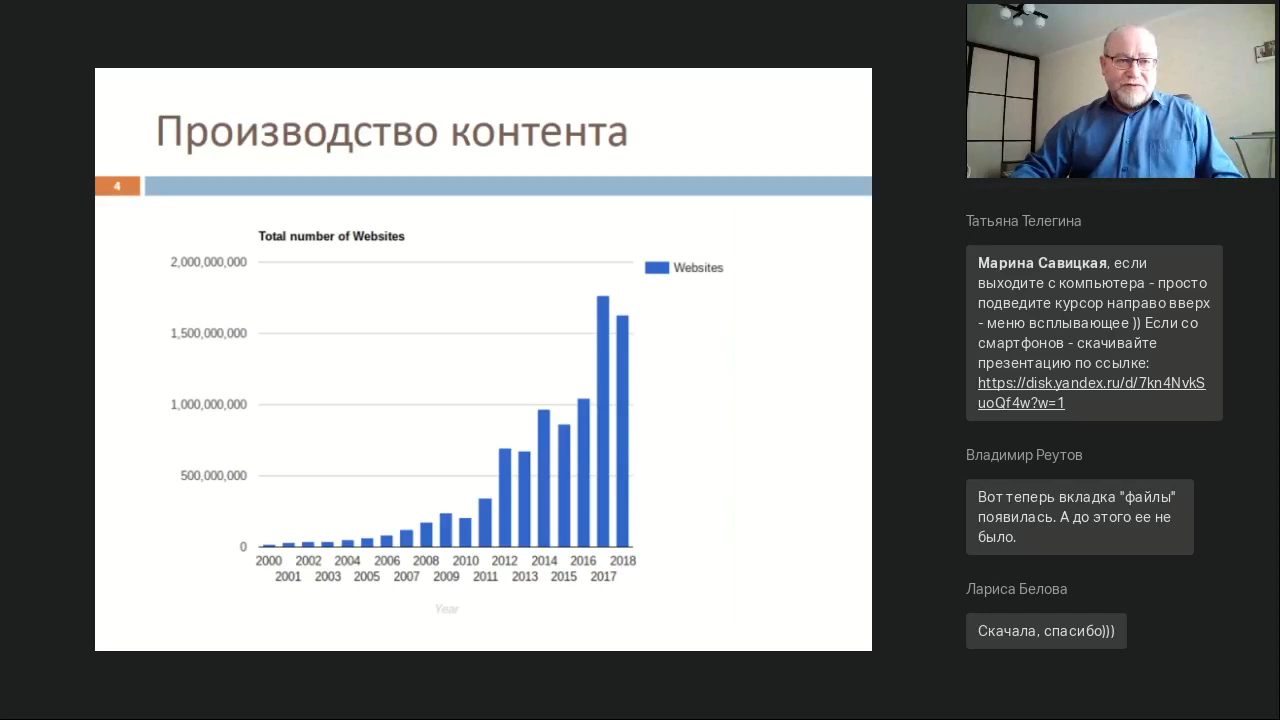 Производство контента
4
Total number of Websites
2,000,000,000
1,500,000,000
1,000,000,000
500,000,000
0
Websites
2000 2002 2004 2006 2008 2010 2012 2014 2016 2018
2001 2003 2005 2007 2009 2011 2013 2015 2017
Year
Татьяна Телегина
Марина Савицкая, если
выходите с компьютера - просто
подведите курсор направо вверх
- меню всплывающее )) Если со
смартфонов - скачивайте
презентацию по ссылке:
https://disk.yandex.ru/d/7kn4NvkS
uoQf4w?w=1
Владимир Реутов
Вот теперь вкладка "файлы"
появилась. А до этого ее не
было.
Лариса Белова
Скачала, спасибо)))